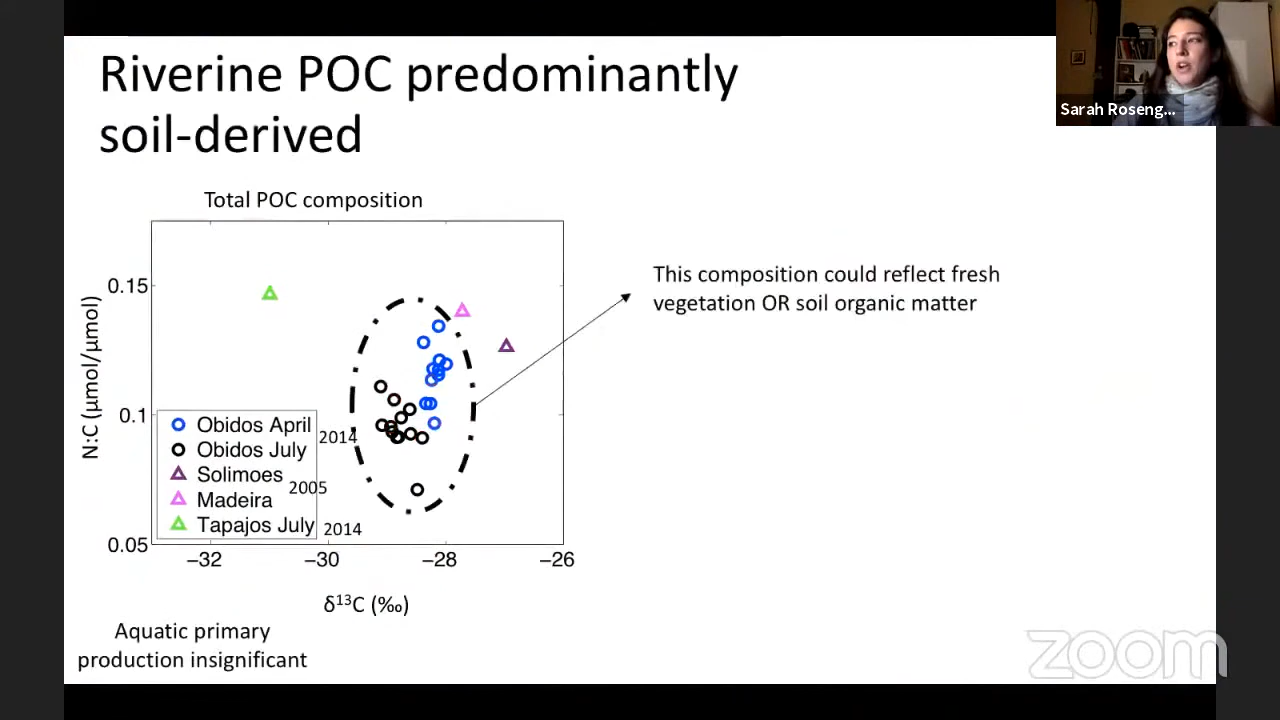 Riverine POC predominantly
soil-derived
Sarah Roseng...
Total POC composition
This composition could reflect fresh
vegetation OR soil organic matter
N:C (μmol/μmol)
0.15
0.1
0.05
Obidos April
2014
Obidos July
Solimoes
2005
Madeira
Tapajos July
2014
−32
−30
−28
−26
δ¹³C (‰)
Aquatic primary
production insignificant
zoom